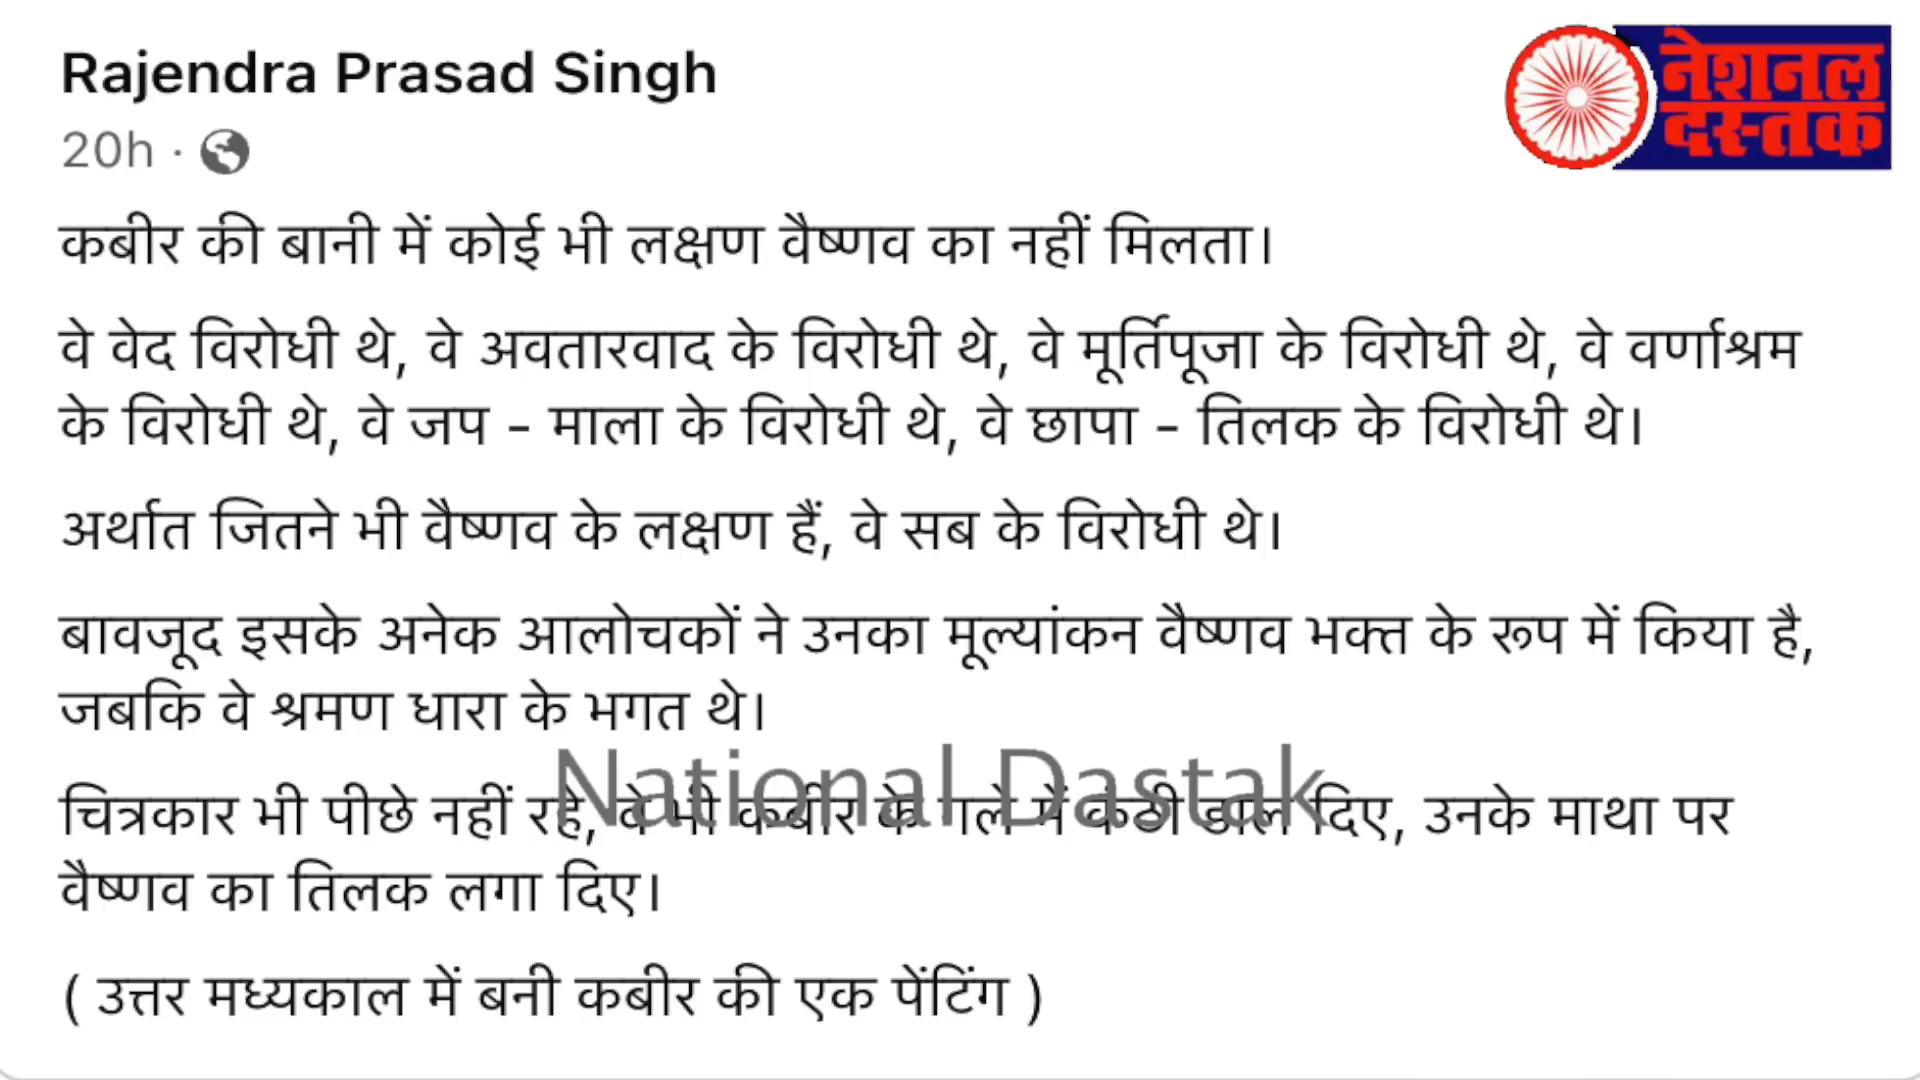 Rajendra Prasad Singh
नेशनल
दस्तक
20h ·
कबीर की बानी में कोई भी लक्षण वैष्णव का नहीं मिलता।
वे वेद विरोधी थे, वे अवतारवाद के विरोधी थे, वे मूर्तिपूजा के विरोधी थे, वे वर्णाश्रम
के विरोधी थे, वे जप - माला के विरोधी थे, वे छापा - तिलक के विरोधी थे।
अर्थात जितने भी वैष्णव के लक्षण हैं, वे सब के विरोधी थे।
बावजूद इसके अनेक आलोचकों ने उनका मूल्यांकन वैष्णव भक्त के रूप में किया है,
जबकि वे श्रमण धारा के भगत थे।
National Dastak
चित्रकार भी पीछे नहीं रहे, वे भी कबीर के गले में कंठी डाल दिए, उनके माथा पर
वैष्णव का तिलक लगा दिए।
( उत्तर मध्यकाल में बनी कबीर की एक पेंटिंग )